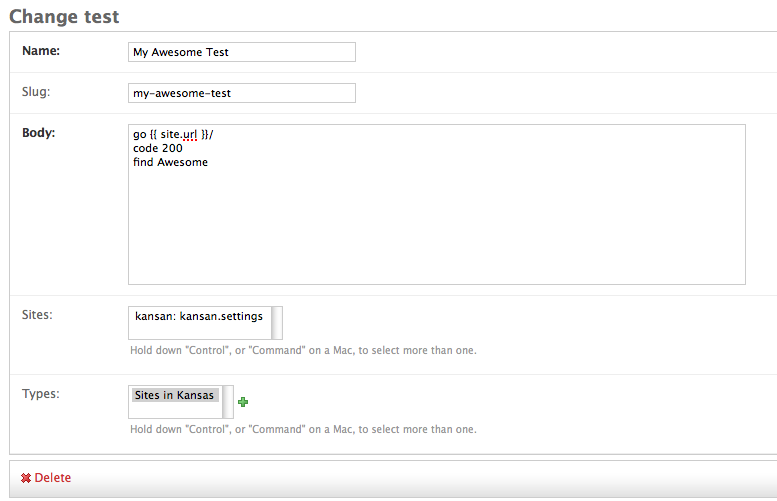 Change test
Name:
My Awesome Test
Slug:
my-awesome-test
Body:
go {{ site.url }}/
code 200
find Awesome
Sites:
kansan: kansan.settings
Hold down "Control", or "Command" on a Mac, to select more than one.
Types:
Sites in Kansas
Hold down "Control", or "Command" on a Mac, to select more than one.
Delete